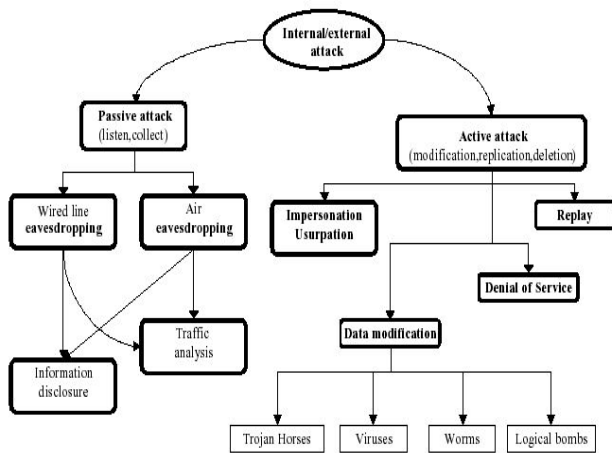 Internal/external
attack
Passive attack
(listen,collect)
Active attack
(modification,replication,deletion)
Wired line
eavesdropping
Air
eavesdropping
Impersonation
Usurpation
Replay
Denial of Service
Data modification
Traffic
analysis
Information
disclosure
Trojan Horses
Viruses
Worms
Logical bombs